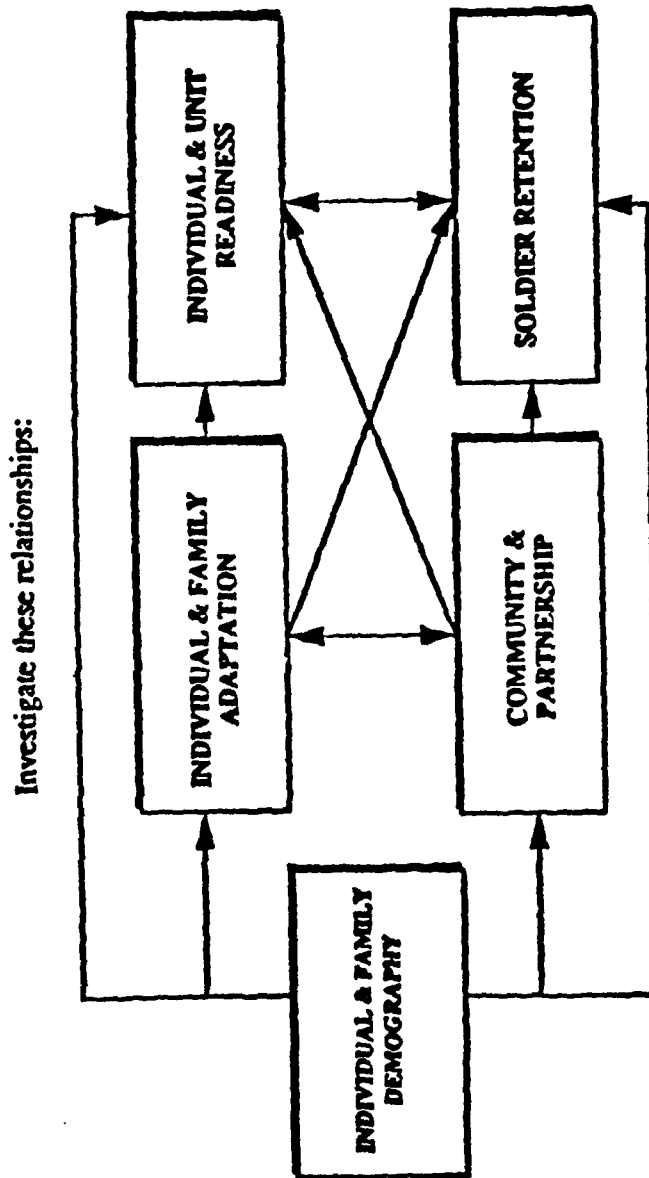 Investigate these relationships:
INDIVIDUAL & FAMILY
DEMOGRAPHY
INDIVIDUAL & FAMILY
ADAPTATION
INDIVIDUAL & UNIT
READINESS
COMMUNITY &
PARTNERSHIP
SOLDIER RETENTION